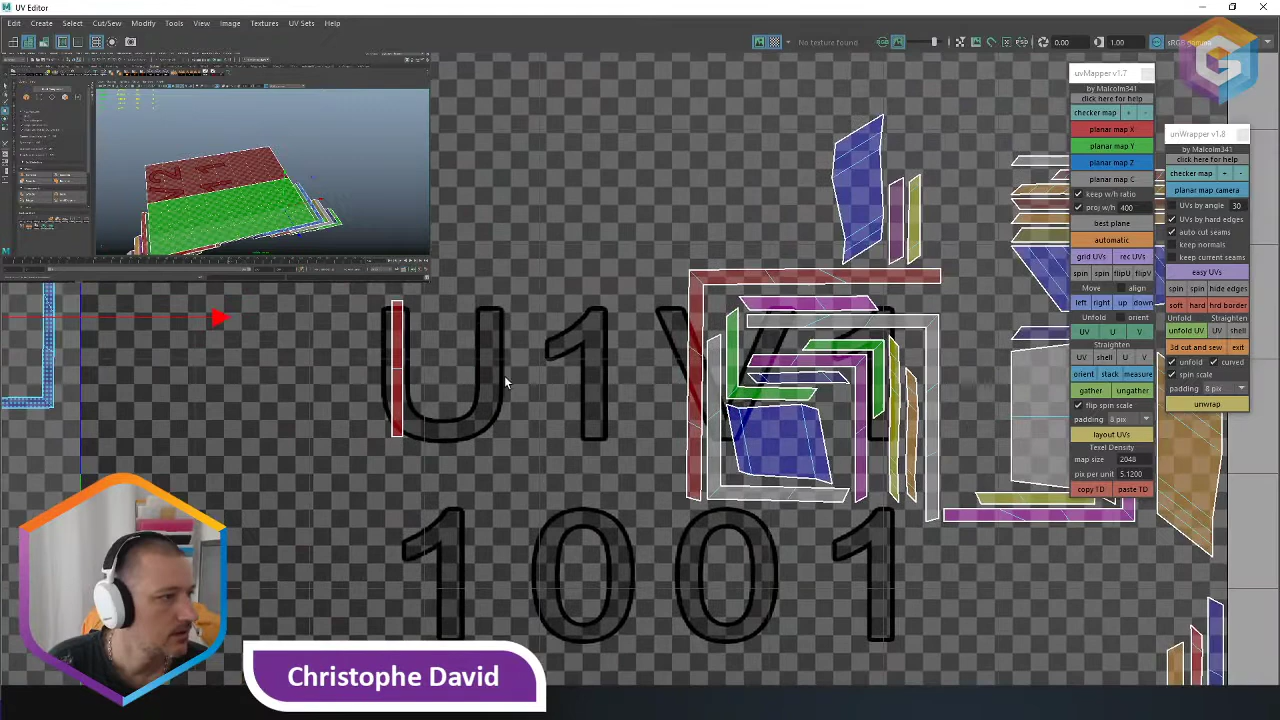 UV Editor
Edit Create Select Cut/Sew Modify Tools View Image Textures UV Sets Help
No texture found
0.00
1.00
sRGB gamma
uvMapper v1.7
by Malcolm341
click here for help
checker map + -
planar map X
planar map Y
planar map Z
planar map C
keep w/h ratio
proj w/h 400
best plane
automatic
grid UVs rec UVs
spin spin flipU flipV
Move align
left right up down
Unfold orient
UV U V
Straighten
UV shell U V
orient stack measure
gather ungather
flip spin scale
padding 8 pix
layout UVs
Texel Density
map size 2048
pix per unit 5.1200
copy TD paste TD
unWrapper v1.8
by Malcolm341
click here for help
checker map + -
planar map camera
UVs by angle 30
UVs by hard edges
auto cut seams
keep normals
keep current seams
easy UVs
spin spin hide edges
soft hard hide border
Unfold Straighten
unfold UV UV shell
3d cut and sew exit
unfold curved
spin scale
padding 8 pix
unwrap
U1V1
1001
Christophe David